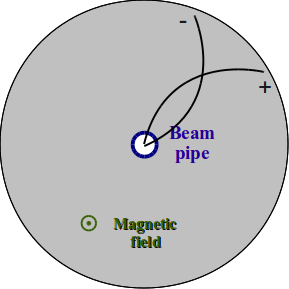 -
+
Beam
pipe
Magnetic
field